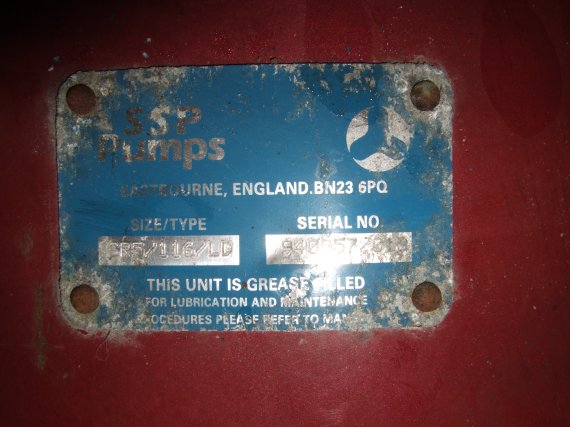 SSP
Pumps
EASTBOURNE, ENGLAND.BN23 6PQ
SIZE/TYPE
SERIAL NO
THIS UNIT IS GREASE FILLED
FOR LUBRICATION AND MAINTENANCE
PROCEDURES PLEASE REFER TO